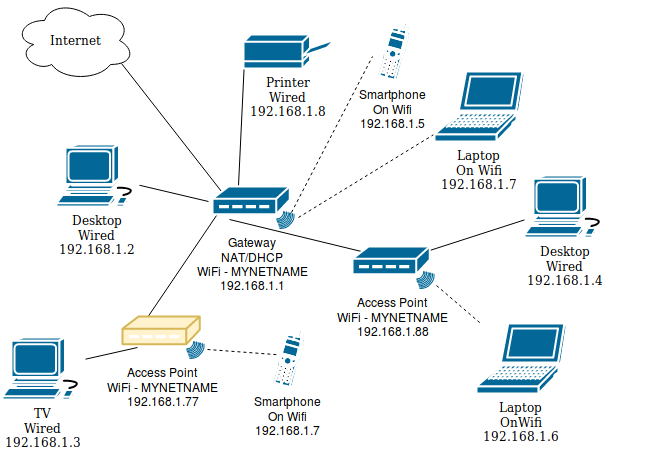 Internet
Printer
Wired
192.168.1.8
Smartphone
On Wifi
192.168.1.5
Laptop
On Wifi
192.168.1.7
Desktop
Wired
192.168.1.2
Gateway
NAT/DHCP
WiFi - MYNETNAME
192.168.1.1
Desktop
Wired
192.168.1.4
Access Point
WiFi - MYNETNAME
192.168.1.88
Access Point
WiFi - MYNETNAME
192.168.1.77
Smartphone
On Wifi
192.168.1.7
TV
Wired
192.168.1.3
Laptop
OnWifi
192.168.1.6